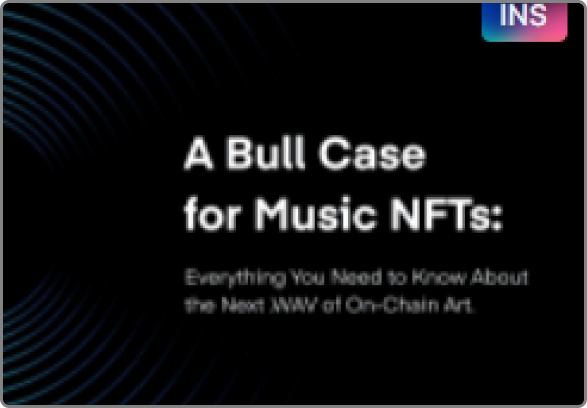 INS
A Bull Case
for Music NFTs:
Everything You Need to Know About
the Next .WAV of On-Chain Art.